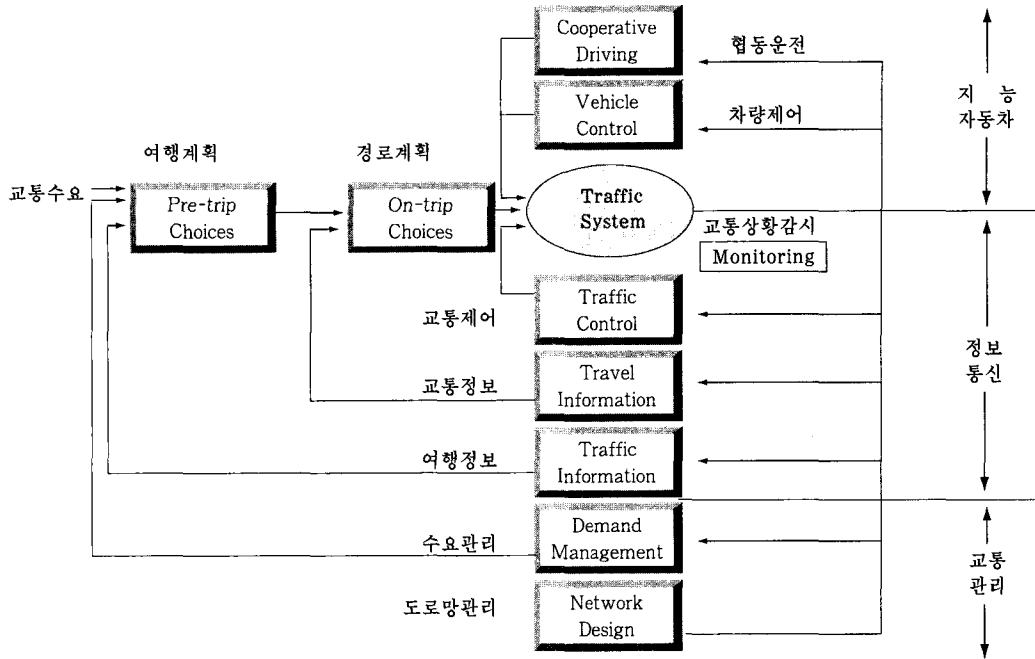 Cooperative
Driving
협동운전
Vehicle
Control
차량제어
지 능
자동차
여행계획
경로계획
교통수요
Pre-trip
Choices
On-trip
Choices
Traffic
System
교통상황감시
Monitoring
교통제어
Traffic
Control
정보
통신
교통정보
Travel
Information
여행정보
Traffic
Information
수요관리
Demand
Management
교통
관리
도로망관리
Network
Design